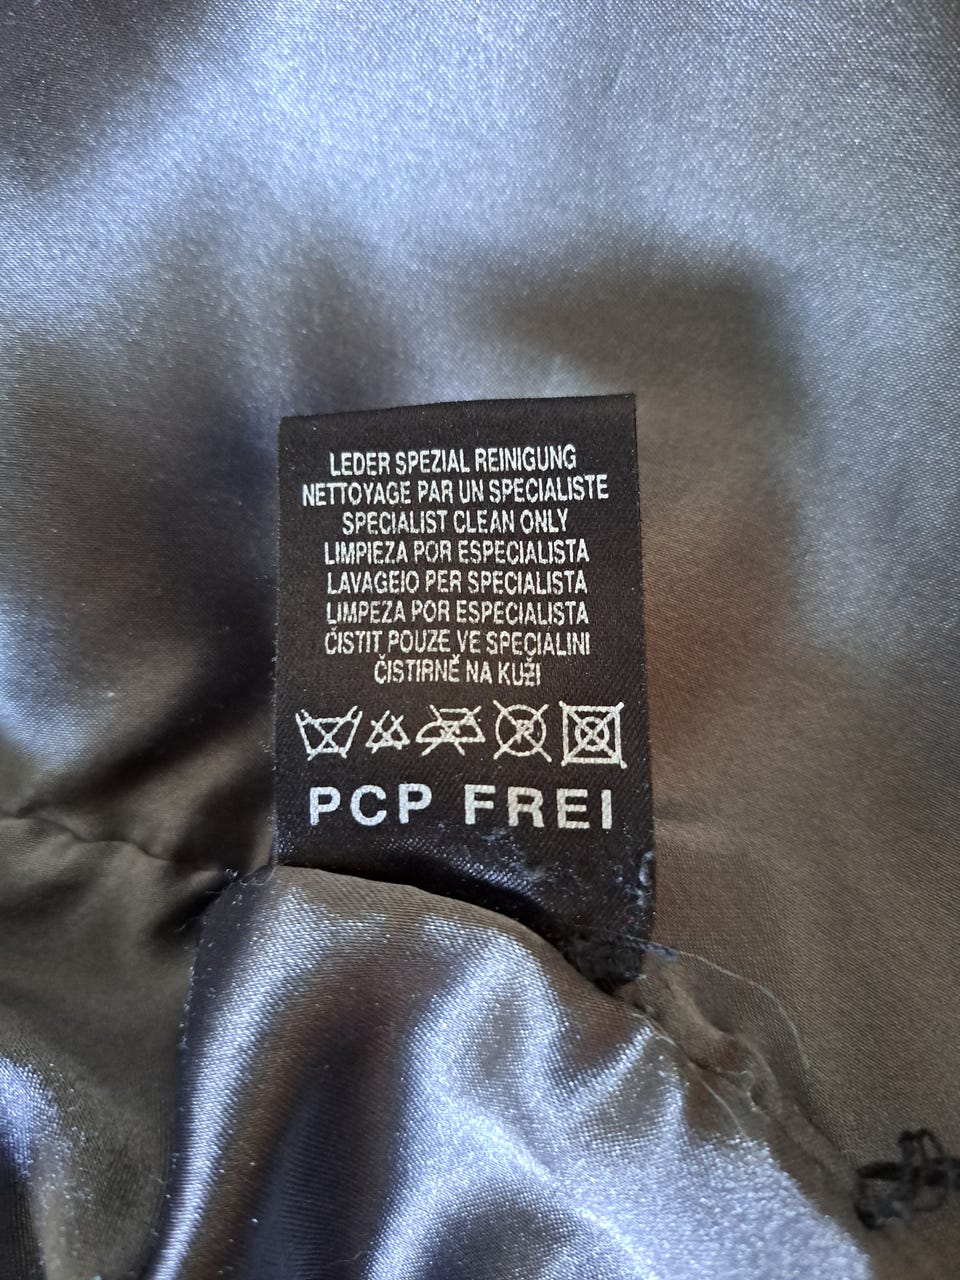 LEDER SPEZIAL REINIGUNG
NETTOYAGE PAR UN SPECIALISTE
SPECIALIST CLEAN ONLY
LIMPIEZA POR ESPECIALISTA
LAVAGEIO PER SPECIALISTA
LIMPEZA POR ESPECIALISTA
ČISTIT POUZE VE SPECIALINI
ČISTIRNĚ NA KUŽI
PCP FREI